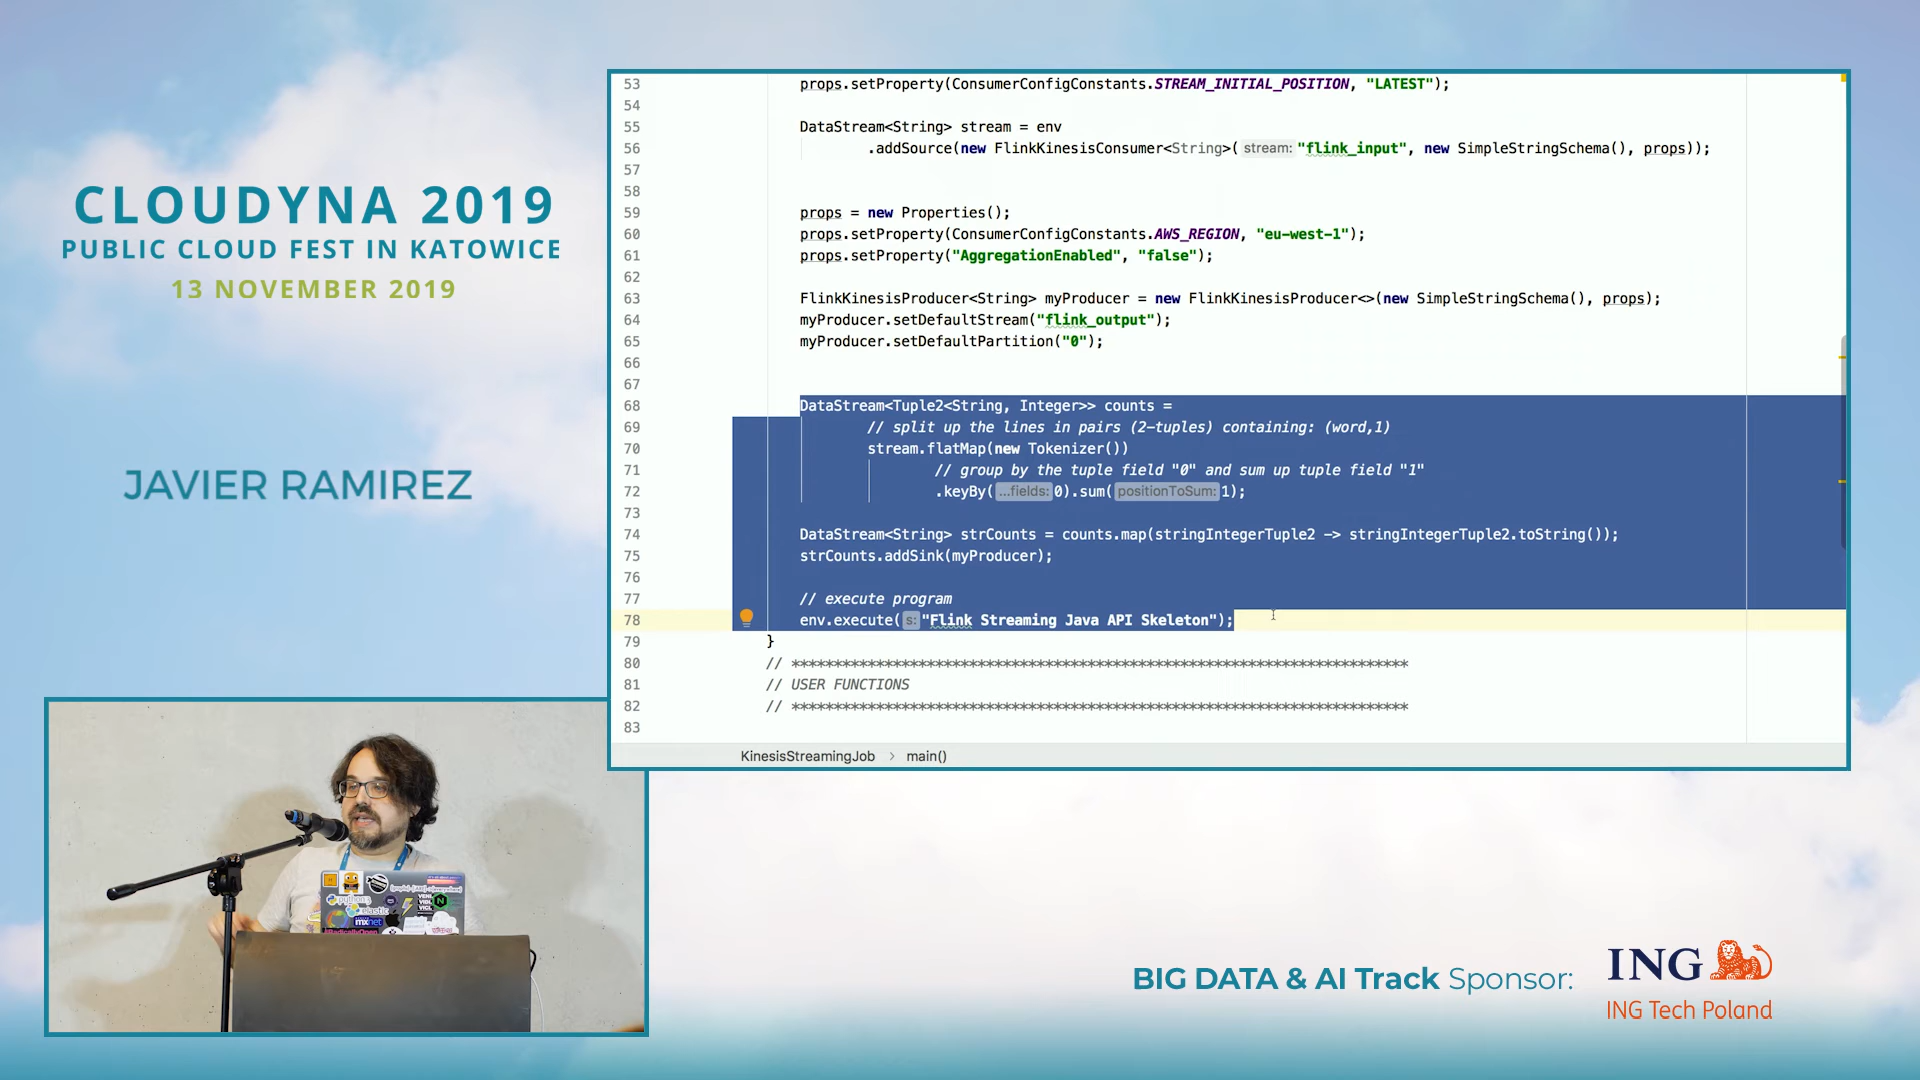 CLOUDYNA 2019
PUBLIC CLOUD FEST IN KATOWICE
13 NOVEMBER 2019
JAVIER RAMIREZ
53 props.setProperty(ConsumerConfigConstants.STREAM_INITIAL_POSITION, "LATEST");
54
55 DataStream<String> stream = env
56 .addSource(new FlinkKinesisConsumer<String>( stream: "flink_input", new SimpleStringSchema(), props));
57
58
59 props = new Properties();
60 props.setProperty(ConsumerConfigConstants.AWS_REGION, "eu-west-1");
61 props.setProperty("AggregationEnabled", "false");
62
63 FlinkKinesisProducer<String> myProducer = new FlinkKinesisProducer<>(new SimpleStringSchema(), props);
64 myProducer.setDefaultStream("flink_output");
65 myProducer.setDefaultPartition("0");
66
67
68 DataStream<Tuple2<String, Integer>> counts =
69 // split up the lines in pairs (2-tuples) containing: (word,1)
70 stream.flatMap(new Tokenizer())
71 // group by the tuple field "0" and sum up tuple field "1"
72 .keyBy( ...fields: 0).sum( positionToSum: 1);
73
74 DataStream<String> strCounts = counts.map(stringIntegerTuple2 -> stringIntegerTuple2.toString());
75 strCounts.addSink(myProducer);
76
77 // execute program
78 env.execute( s: "Flink Streaming Java API Skeleton");
79 }
80 // *************************************************************************
81 // USER FUNCTIONS
82 // *************************************************************************
83
KinesisStreamingJob > main()
python
elastic
mxnet
VENI
VIDI
VICI
BIG DATA & AI Track Sponsor:
ING
ING Tech Poland